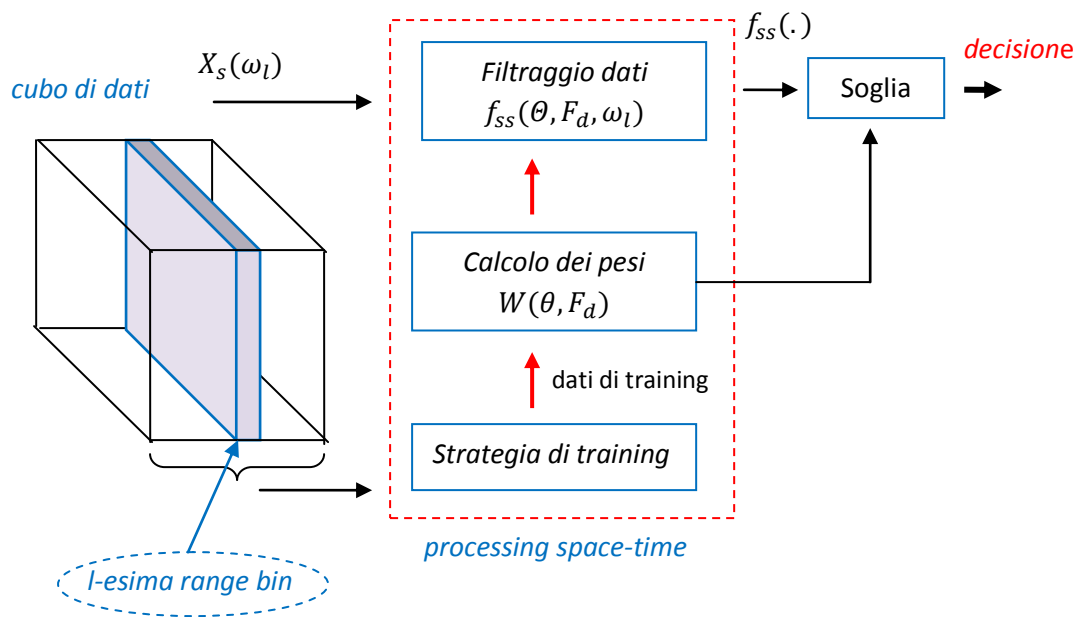 cubo di dati
X_s(ω_l)
Filtraggio dati
f_ss(Θ, F_d, ω_l)
f_ss(.)
Soglia
decisione
Calcolo dei pesi
W(θ, F_d)
dati di training
Strategia di training
processing space-time
l-esima range bin